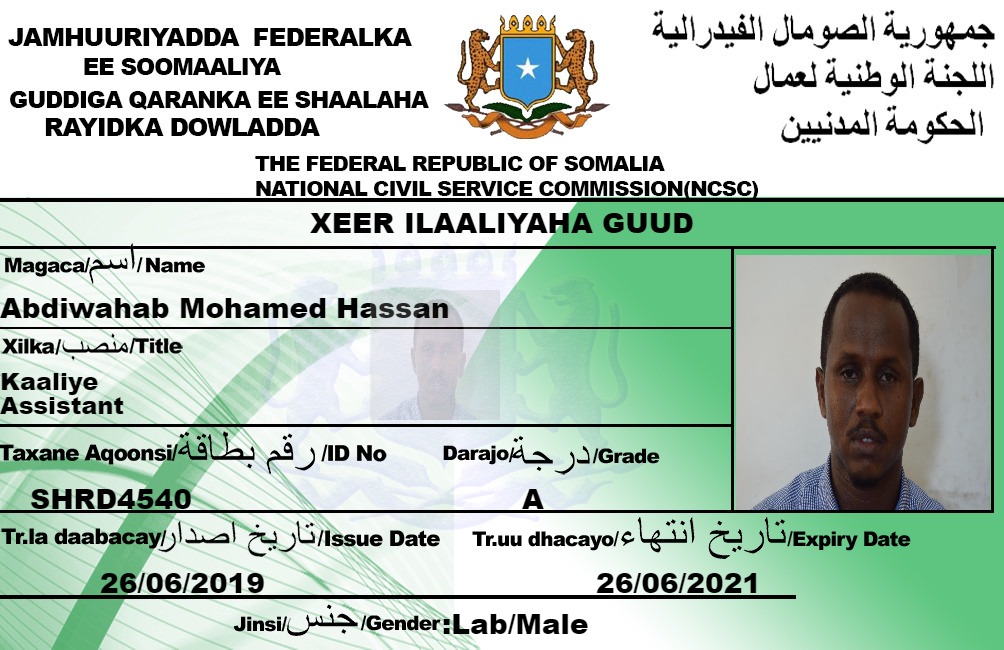 JAMHUURIYADDA FEDERALKA
EE SOOMAALIYA
GUDDIGA QARANKA EE SHAALAHA
RAYIDKA DOWLADDA
جمهورية الصومال الفيدرالية
اللجنة الوطنية لعمال
الحكومة المدنيين
THE FEDERAL REPUBLIC OF SOMALIA
NATIONAL CIVIL SERVICE COMMISSION(NCSC)
XEER ILAALIYAHA GUUD
Magaca/اسم/Name
Abdiwahab Mohamed Hassan
Xilka/منصب/Title
Kaaliye
Assistant
Taxane Aqoonsi/رقم بطاقة/ID No
Darajo/درجة/Grade
SHRD4540
A
Tr.la daabacay/تاريخ اصدار/Issue Date
Tr.uu dhacayo/تاريخ انتهاء/Expiry Date
26/06/2019
26/06/2021
Jinsi/جنس/Gender:Lab/Male